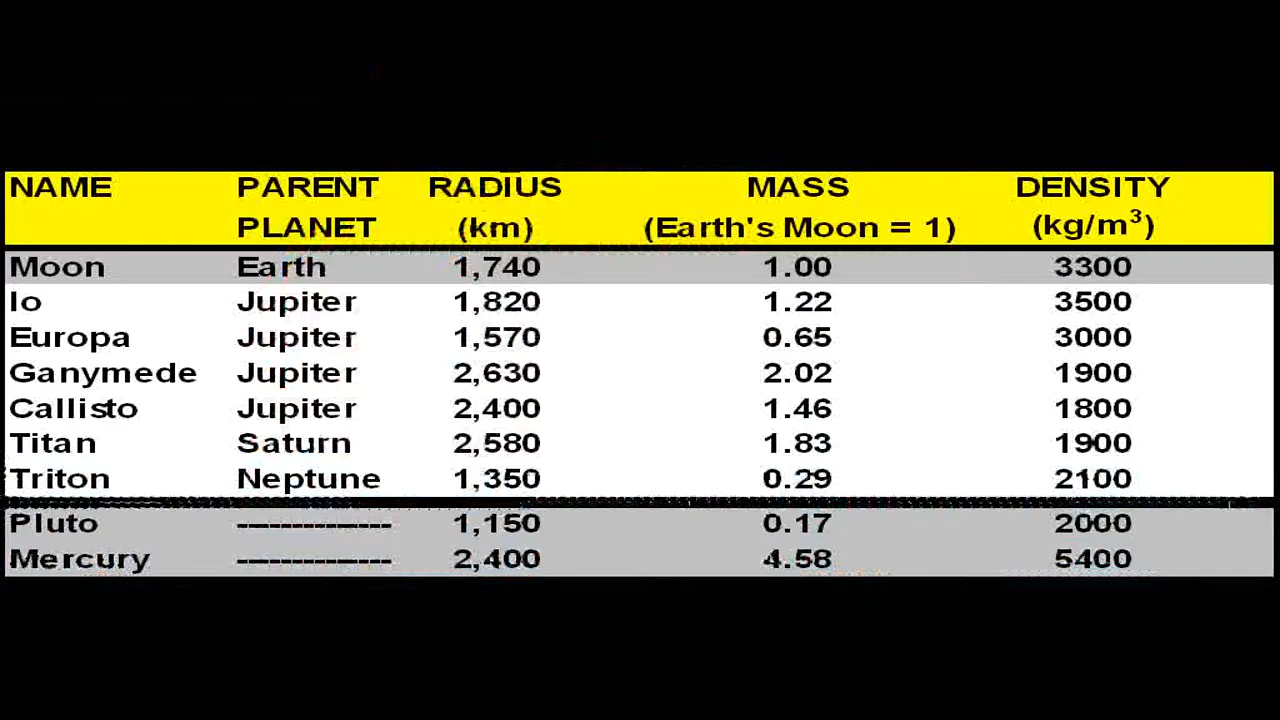 NAME PARENT RADIUS MASS DENSITY
PLANET (km) (Earth's Moon = 1) (kg/m³)
Moon Earth 1,740 1.00 3300
Io Jupiter 1,820 1.22 3500
Europa Jupiter 1,570 0.65 3000
Ganymede Jupiter 2,630 2.02 1900
Callisto Jupiter 2,400 1.46 1800
Titan Saturn 2,580 1.83 1900
Triton Neptune 1,350 0.29 2100
Pluto -------------- 1,150 0.17 2000
Mercury -------------- 2,400 4.58 5400